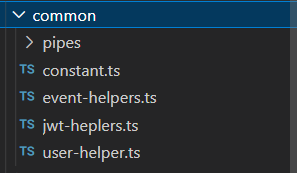 common
pipes
TS constant.ts
TS event-helpers.ts
TS jwt-heplers.ts
TS user-helper.ts